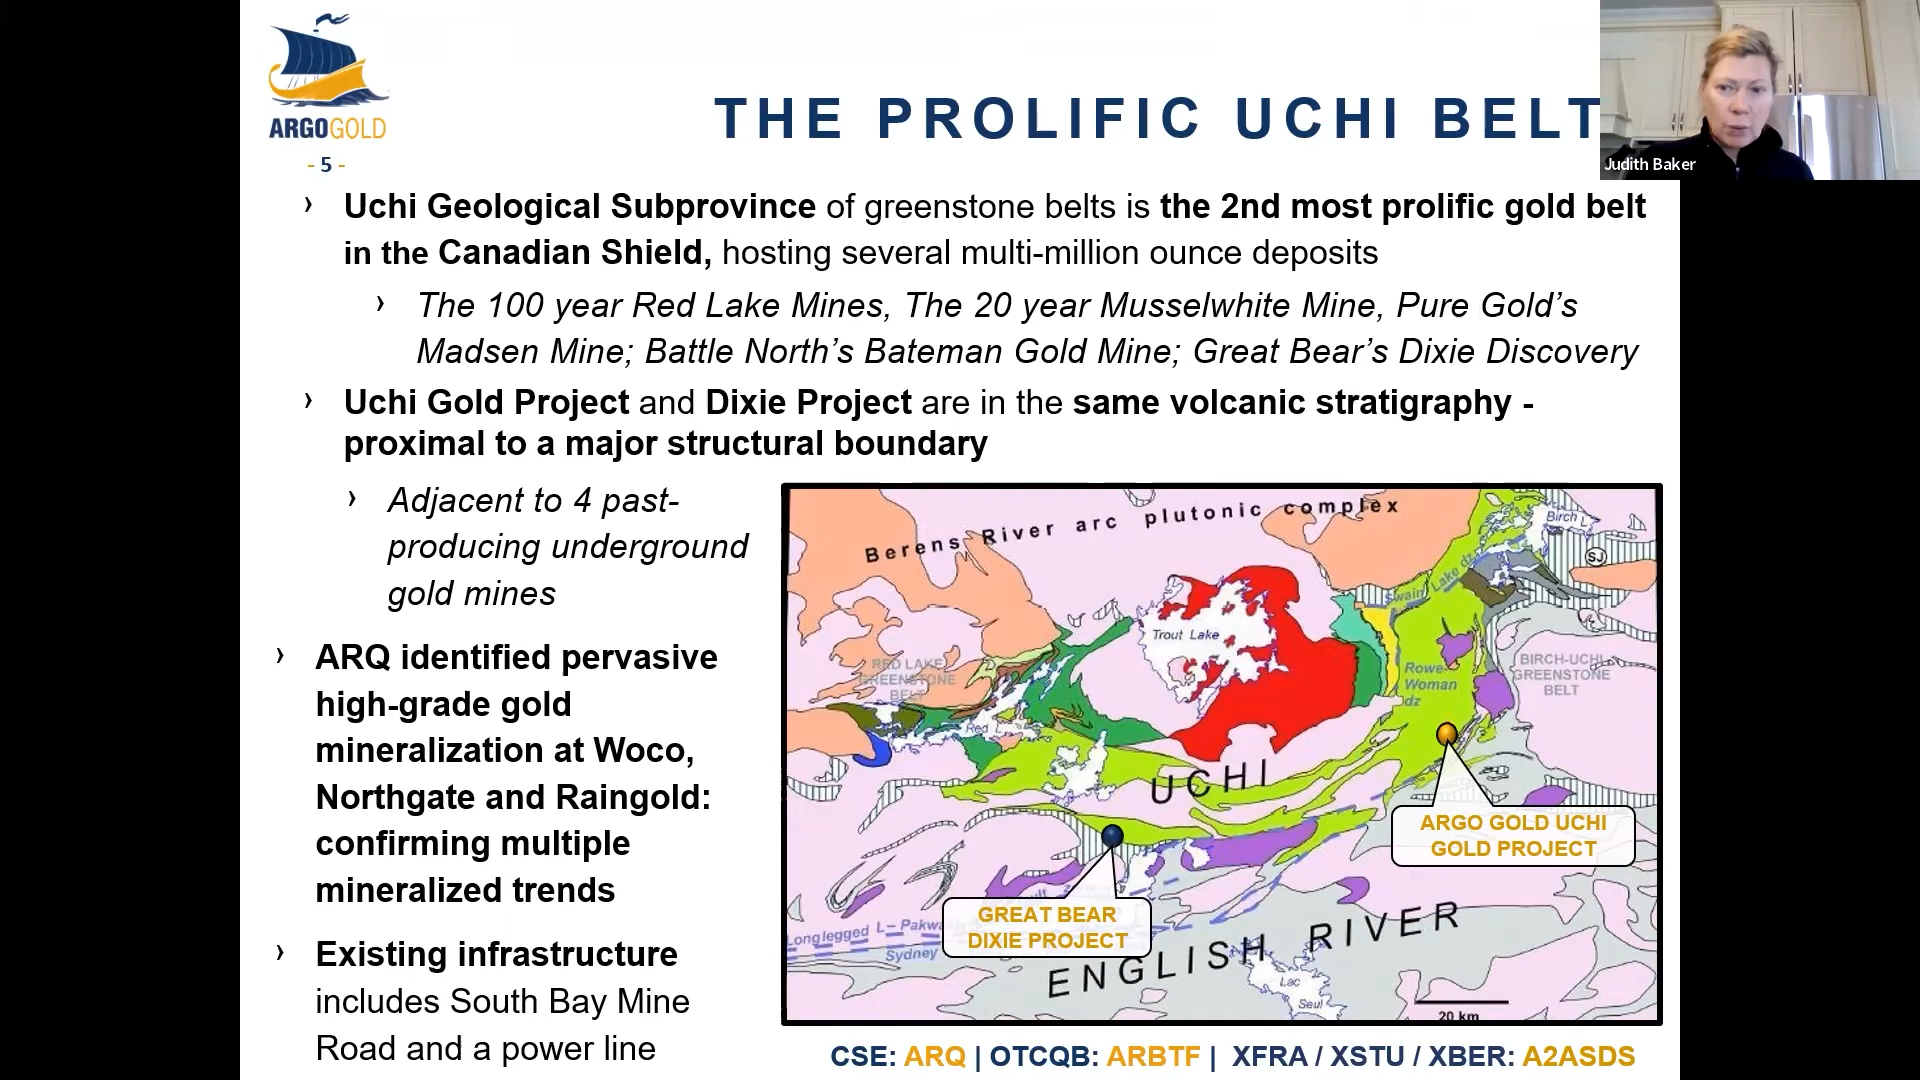 ARGOGOLD
- 5 -
THE PROLIFIC UCHI BELT
Judith Baker
› Uchi Geological Subprovince of greenstone belts is the 2nd most prolific gold belt
in the Canadian Shield, hosting several multi-million ounce deposits
› The 100 year Red Lake Mines, The 20 year Musselwhite Mine, Pure Gold’s
Madsen Mine; Battle North’s Bateman Gold Mine; Great Bear’s Dixie Discovery
› Uchi Gold Project and Dixie Project are in the same volcanic stratigraphy -
proximal to a major structural boundary
› Adjacent to 4 past-
producing underground
gold mines
› ARQ identified pervasive
high-grade gold
mineralization at Woco,
Northgate and Raingold:
confirming multiple
mineralized trends
› Existing infrastructure
includes South Bay Mine
Road and a power line
Berens River arc plutonic complex
Birch L
SJ
Swain Lake dz
Trout Lake
RED LAKE
GREENSTONE
BELT
Rowe-
Woman
dz
BIRCH-UCHI
GREENSTONE
BELT
Red L
UCHI
ARGO GOLD UCHI
GOLD PROJECT
GREAT BEAR
DIXIE PROJECT
Longlegged L–Pakwa
Sydney
ENGLISH RIVER
Lac
Seul
20 km
CSE: ARQ | OTCQB: ARBTF | XFRA / XSTU / XBER: A2ASDS